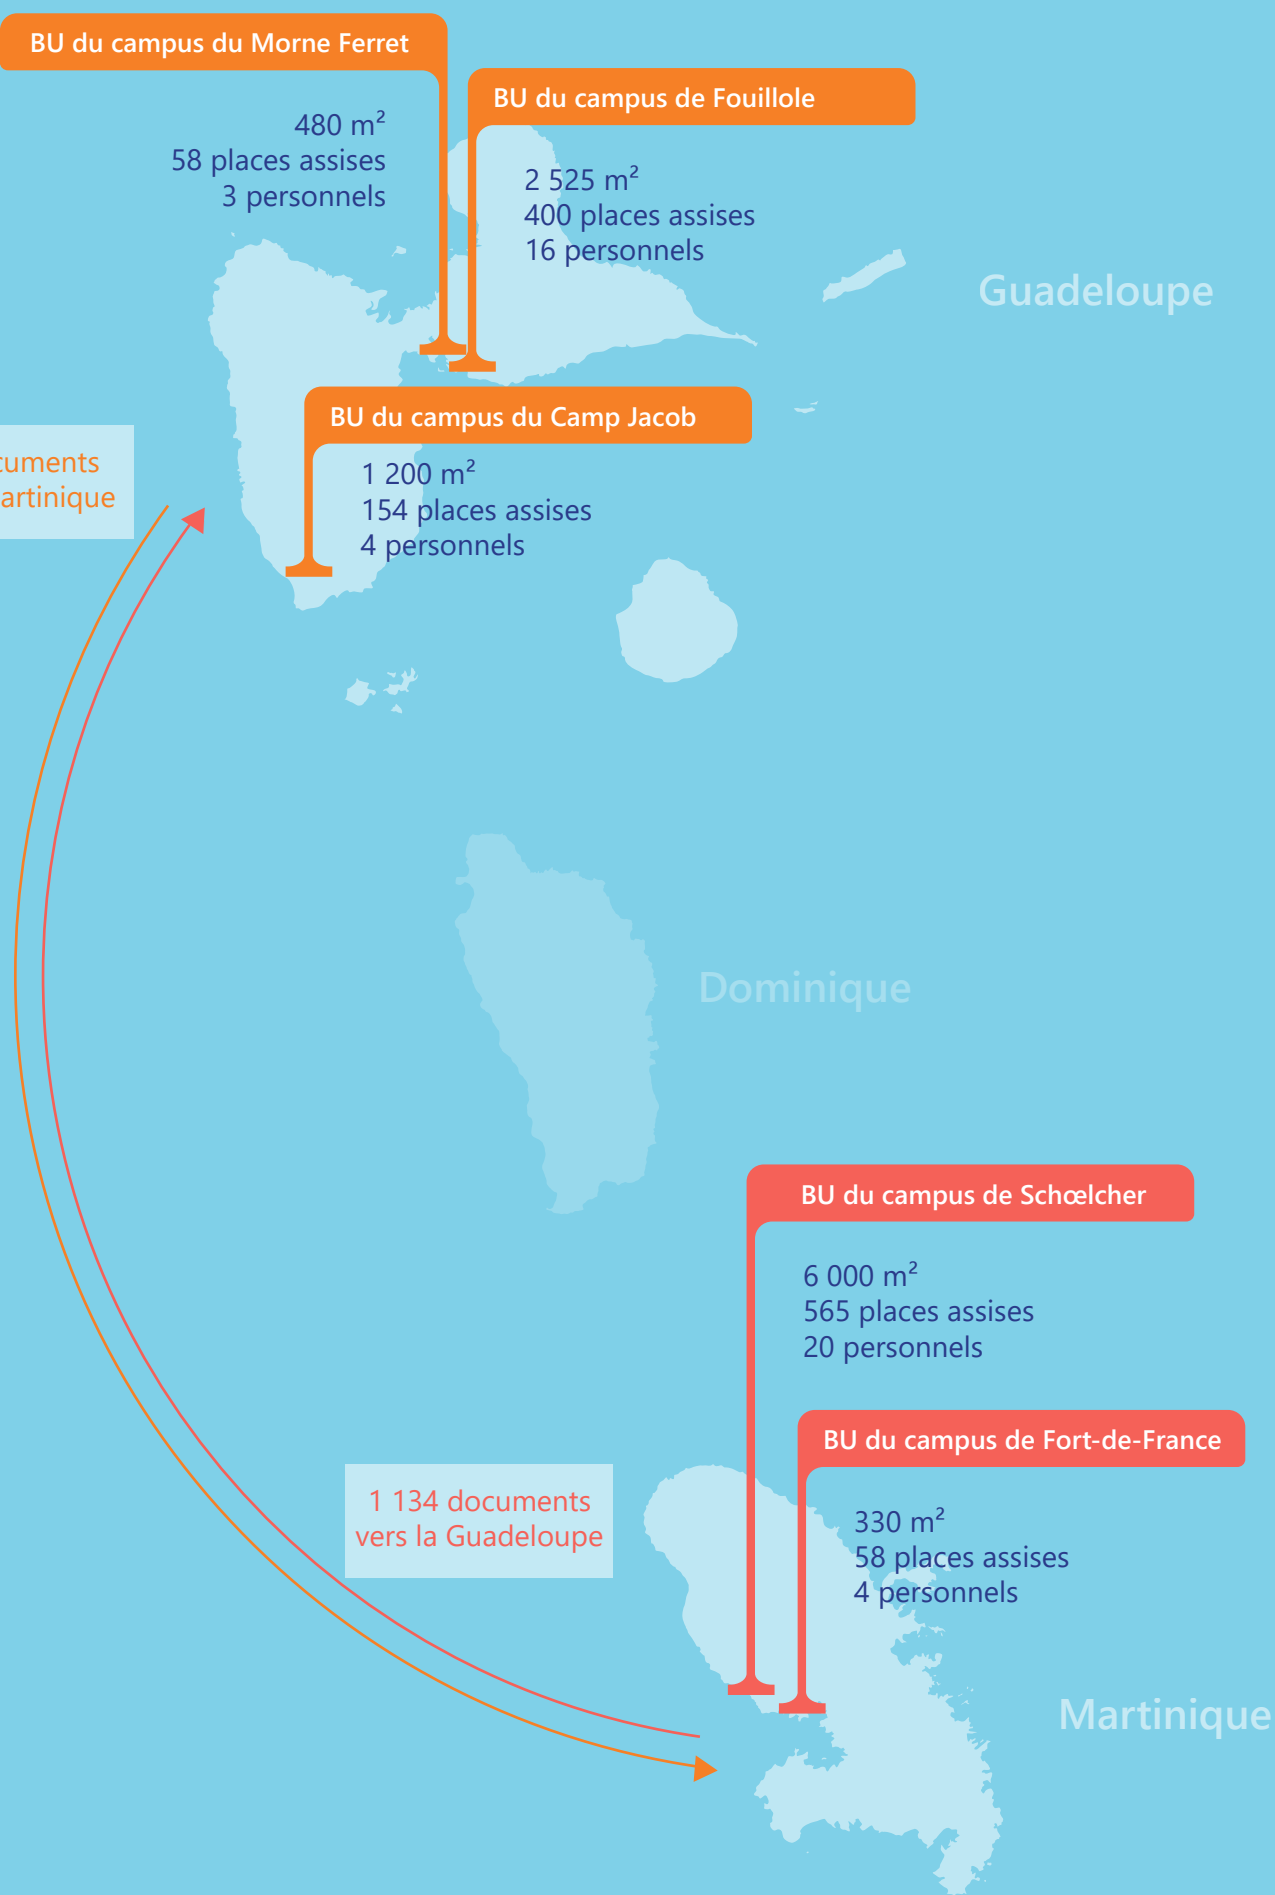 BU du campus du Morne Ferret
480 m²
58 places assises
3 personnels
BU du campus de Fouillole
2 525 m²
400 places assises
16 personnels
Guadeloupe
BU du campus du Camp Jacob
1 200 m²
154 places assises
4 personnels
Dominique
BU du campus de Schœlcher
6 000 m²
565 places assises
20 personnels
BU du campus de Fort-de-France
330 m²
58 places assises
4 personnels
1 134 documents
vers la Guadeloupe
Martinique